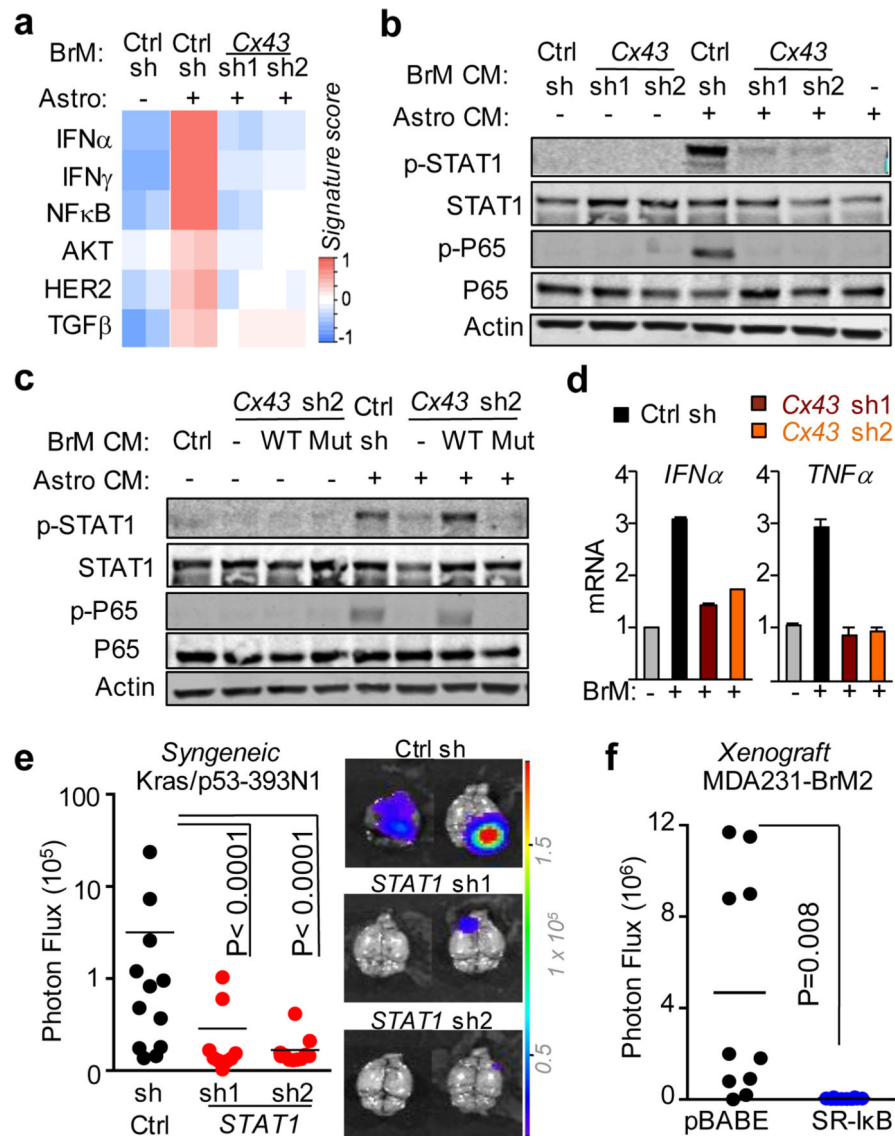 a
BrM: Ctrl sh Ctrl sh Cx43 sh1 sh2
Astro: - + + +
IFNα
IFNγ
NFκB
AKT
HER2
TGFβ
Signature score
1
0
-1
b
Ctrl Cx43 Ctrl Cx43
BrM CM: sh sh1 sh2 sh sh1 sh2 -
Astro CM: - - - + + + +
p-STAT1
STAT1
p-P65
P65
Actin
c
Cx43 sh2 Ctrl Cx43 sh2
BrM CM: Ctrl - WT Mut sh - WT Mut
Astro CM: - - - - + + + +
p-STAT1
STAT1
p-P65
P65
Actin
d
Ctrl sh
Cx43 sh1
Cx43 sh2
IFNα
TNFα
mRNA
4
3
2
1
4
3
2
1
BrM: - + + + - + + +
e
Syngeneic
Kras/p53-393N1
Photon Flux (10⁵)
100
10
1
0
P< 0.0001
P< 0.0001
sh sh1 sh2
Ctrl STAT1
Ctrl sh
STAT1 sh1
STAT1 sh2
1.5
1 x 10⁵
0.5
f
Xenograft
MDA231-BrM2
Photon Flux (10⁶)
12
8
4
0
P=0.008
pBABE SR-IκB